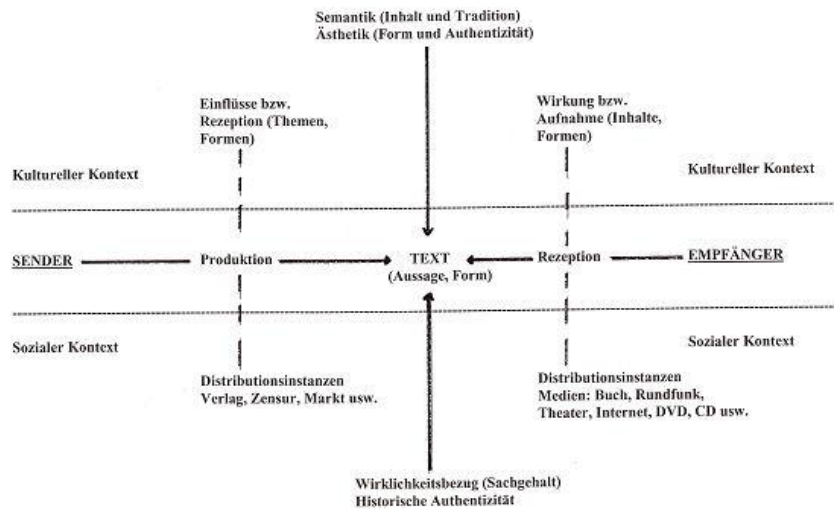 Semantik (Inhalt und Tradition)
Ästhetik (Form und Authentizität)
Einflüsse bzw.
Rezeption (Themen,
Formen)
Wirkung bzw.
Aufnahme (Inhalte,
Formen)
Kultureller Kontext
Kultureller Kontext
SENDER
Produktion
TEXT
(Aussage, Form)
Rezeption
EMPFÄNGER
Sozialer Kontext
Sozialer Kontext
Distributionsinstanzen
Verlag, Zensur, Markt usw.
Distributionsinstanzen
Medien: Buch, Rundfunk,
Theater, Internet, DVD, CD usw.
Wirklichkeitsbezug (Sachgehalt)
Historische Authentizität